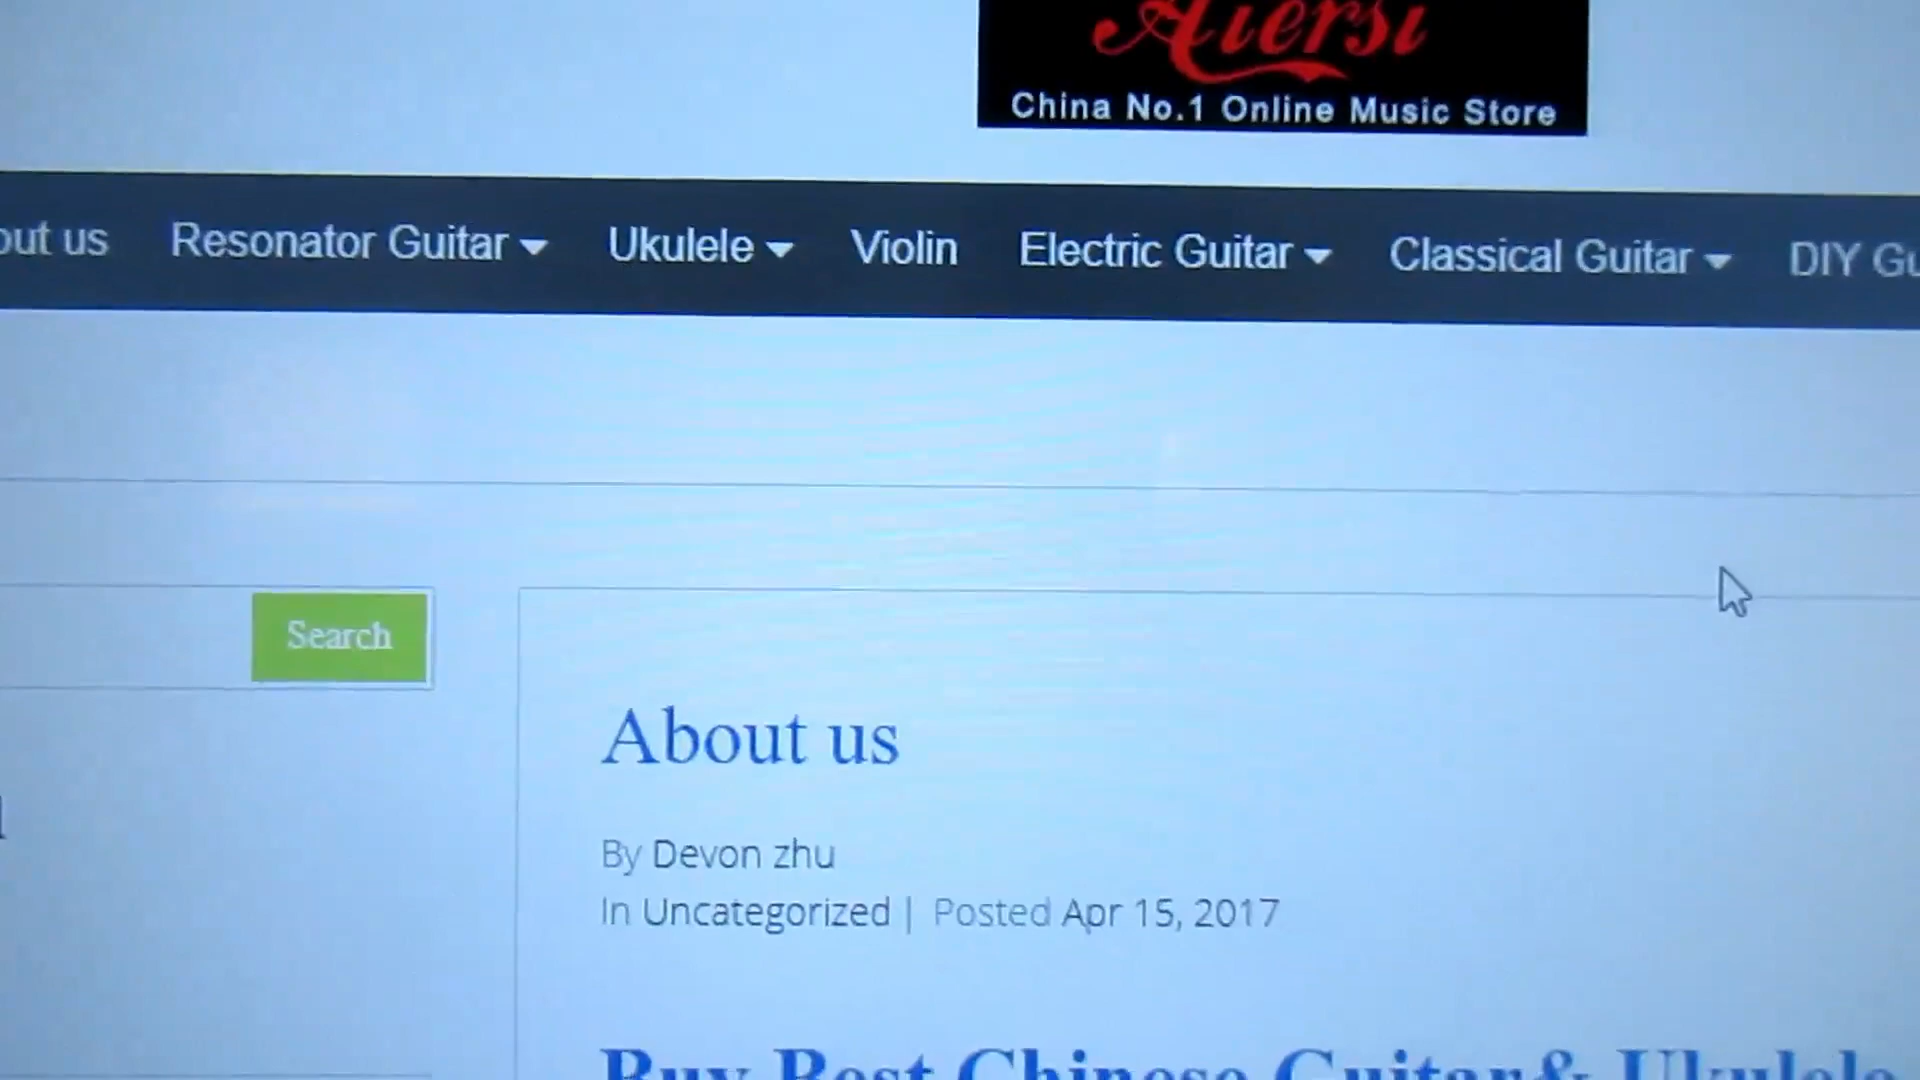 Aiersi
China No.1 Online Music Store
out us Resonator Guitar Ukulele Violin Electric Guitar Classical Guitar DIY Gu
Search
About us
By Devon zhu
In Uncategorized | Posted Apr 15, 2017
Buy Best Chinese Guitar& Ukulele